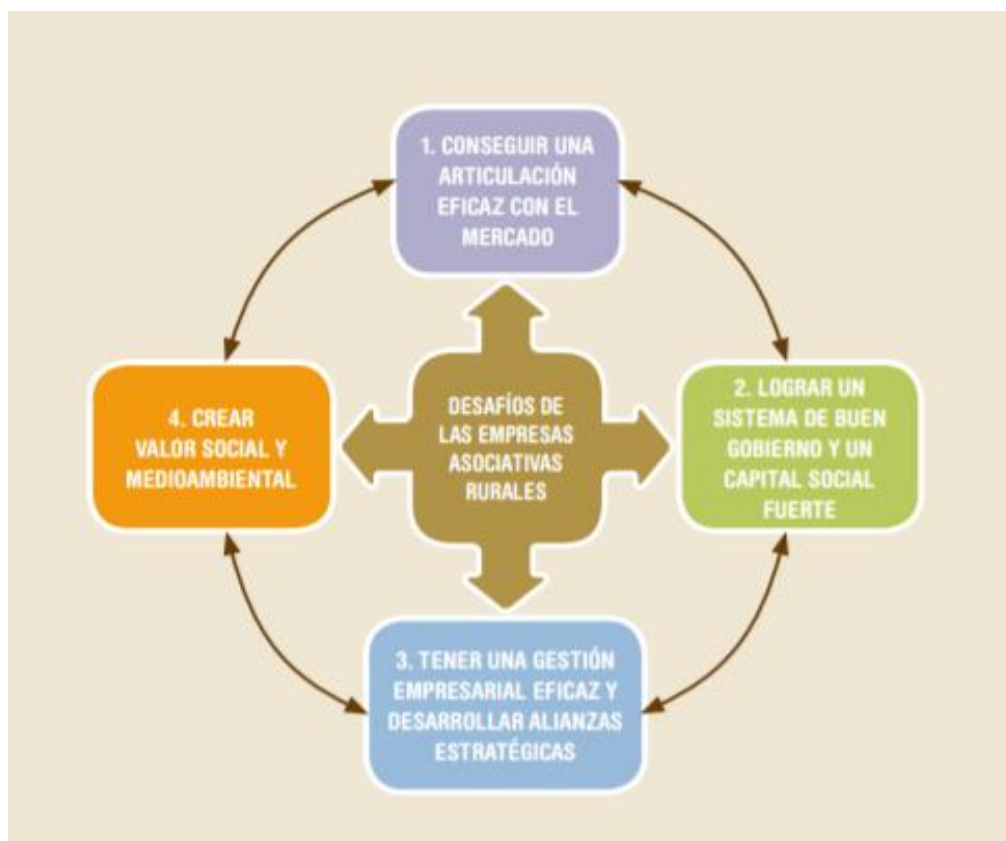 1. CONSEGUIR UNA
ARTICULACIÓN
EFICAZ CON EL
MERCADO
4. CREAR
VALOR SOCIAL Y
MEDIOAMBIENTAL
DESAFÍOS DE
LAS EMPRESAS
ASOCIATIVAS
RURALES
2. LOGRAR UN
SISTEMA DE BUEN
GOBIERNO Y UN
CAPITAL SOCIAL
FUERTE
3. TENER UNA GESTIÓN
EMPRESARIAL EFICAZ Y
DESARROLLAR ALIANZAS
ESTRATÉGICAS